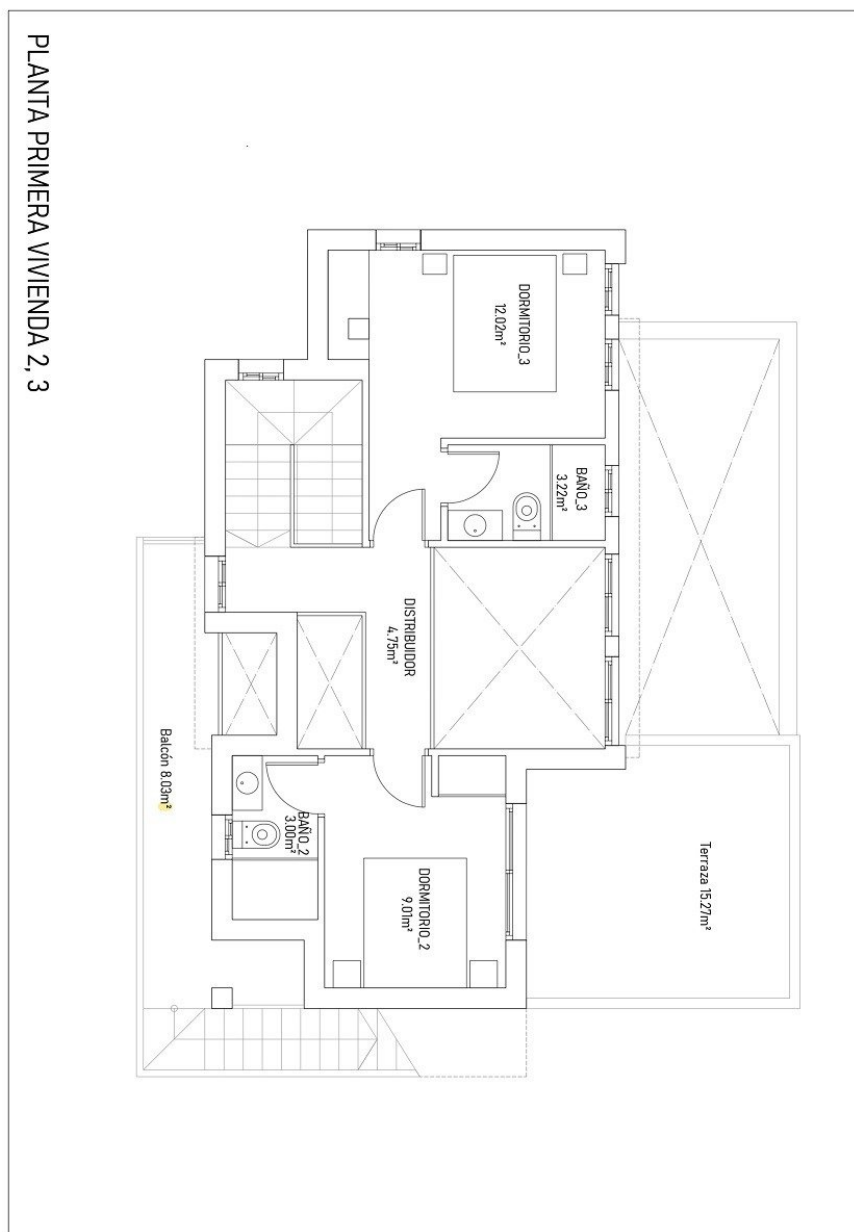 PLANTA PRIMERA VIVIENDA 2, 3
DORMITORIO_3
12.02m²
BAÑO_3
3.22m²
DISTRIBUIDOR
4.75m²
Balcón 8.03m²
BAÑO_2
3.00m²
DORMITORIO_2
9.01m²
Terraza 15.27m²